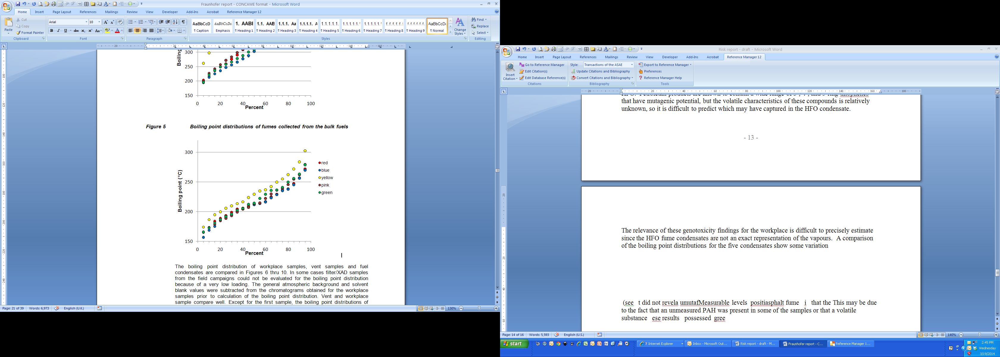 Fraunhofer report - CONCAWE format - Microsoft Word
Home Insert Page Layout References Mailings Review View Developer Add-Ins Acrobat Reference Manager 12
Paste
Cut
Copy
Format Painter
Clipboard
Arial 10
Font
Paragraph
AaBbCcD AaBbCcDc 1. AABI 1.1. AAB 1.1.1. Aa 1.1.1.1. A 1.1.1.1.1. 1.1.1.1.1.1 1.1.1.1.1.1 1.1.1.1.1.1 1.1.1.1.1.1. AaBbCcD
¶ Caption Emphasis ¶ Heading 1 ¶ Heading 2 ¶ Heading 3 ¶ Heading 4 ¶ Heading 5 ¶ Heading 6 ¶ Heading 7 ¶ Heading 8 ¶ Heading 9 ¶ Normal
Styles
Change Styles
Find
Replace
Select
Editing
Boiling
300
250
200
150
0 20 40 60 80 100
Percent
Figure 5 Boiling point distributions of fumes collected from the bulk fuels
Boiling point (°C)
300
250
200
150
0 20 40 60 80 100
Percent
red
blue
yellow
pink
green
The boiling point distribution of workplace samples, vent samples and fuel
condensates are compared in Figures 6 thru 10. In some cases filter/XAD samples
from the field campaigns could not be evaluated for the boiling point distribution
because of a very low loading. The general atmospheric background and solvent
blank values were subtracted from the chromatograms obtained for the workplace
samples prior to calculation of the boiling point distribution. Vent and workplace
sample compare well. Except for the first sample, the boiling point distributions of
Page: 21 of 39 Words: 6,973 English (U.K.) 130%
Risk report - draft - Microsoft Word
Home Insert Page Layout References Mailings Review View Developer Add-Ins Acrobat Reference Manager 12
Insert Citation
Go to Reference Manager
Edit Citation(s)
Edit Database Reference(s)
Citations
Style: Transactions of the ASAE
Update Citations and Bibliography
Convert Citations and Bibliography
Bibliography
Export to Reference Manager
Preferences
Reference Manager Help
Tools
HFO. Petroleum products are known to contain a wide range of 3-, 4-, and 5-ring thiophenes
that have mutagenic potential, but the volatile characteristics of these compounds is relatively
unknown, so it is difficult to predict which may have captured in the HFO condensate.
- 13 -
The relevance of these genotoxicity findings for the workplace is difficult to precisely estimate
since the HFO fume condensates are not an exact representation of the vapours. A comparison
of the boiling point distributions for the five condensates show some variation
(see t did not revela umutafMeasurable levels positiasphalt fume i that the This may be due
to the fact that an unmeasured PAH was present in some of the samples or that a volatile
substance ese results possessed gree
Page: 14 of 16 Words: 5,593 English (U.S.) 140%
start
7 Internet Explorer
Inbox - Microsoft Out...
Risk report - draft - M...
Fraunhofer report - C...
Reference Manager 1...
2:45 PM
Wednesday
3/19/2014